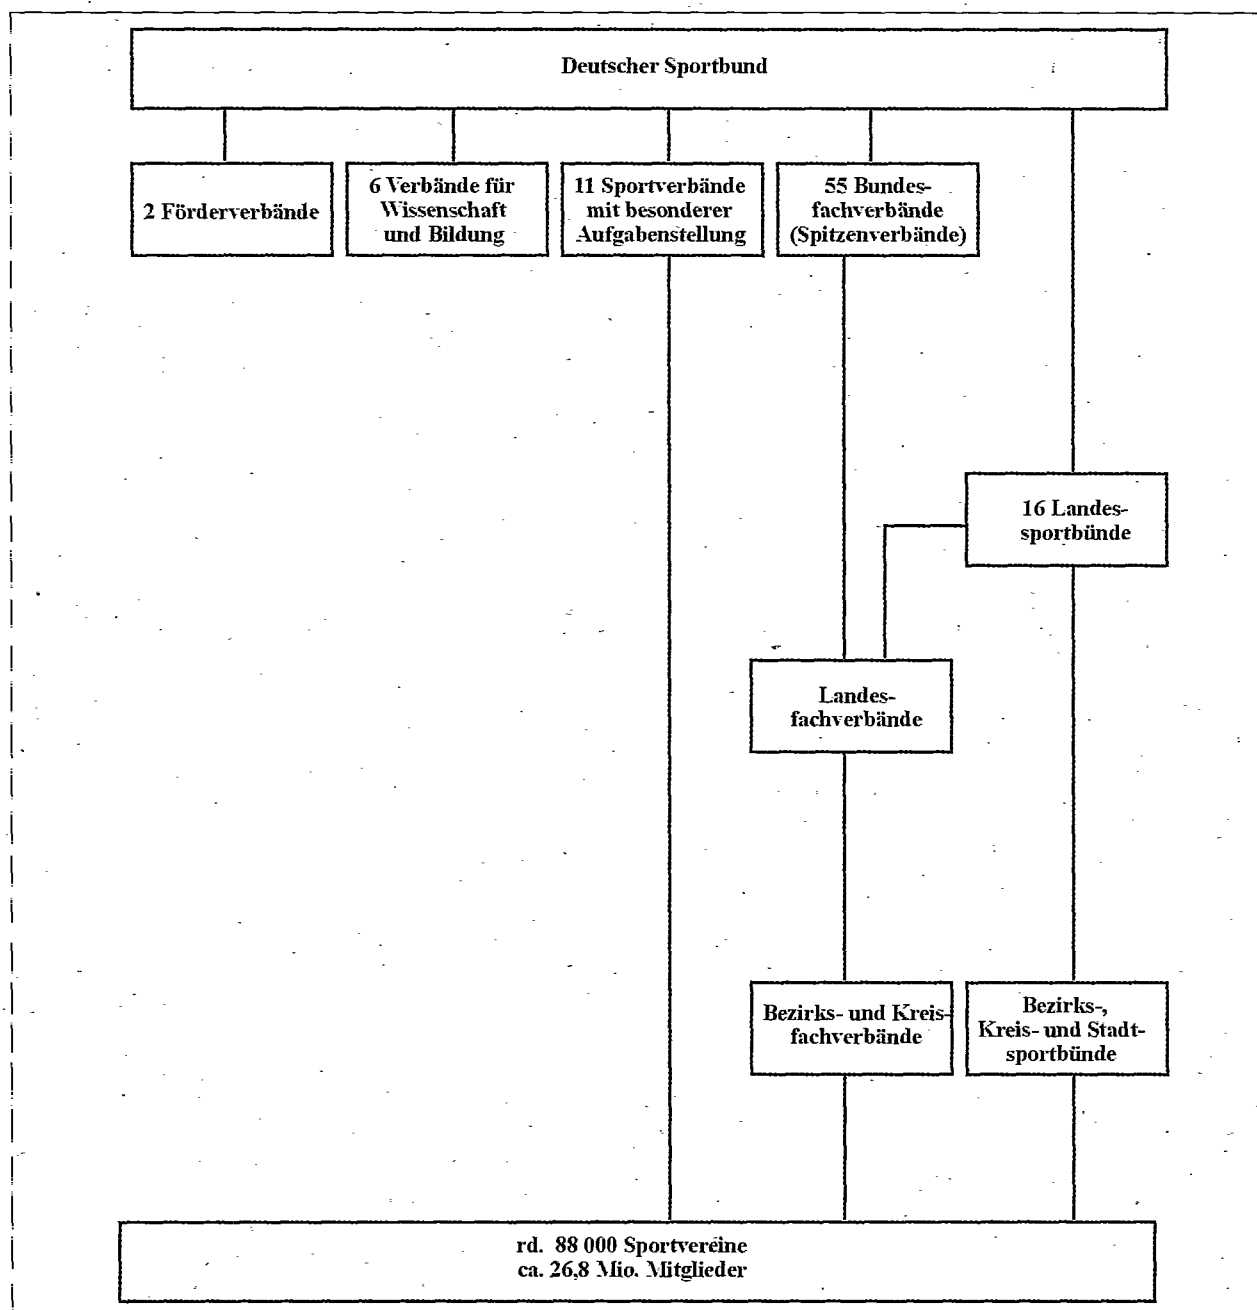 Deutscher Sportbund
2 Förderverbände
6 Verbände für
Wissenschaft
und Bildung
11 Sportverbände
mit besonderer
Aufgabenstellung
55 Bundes-
fachverbände
(Spitzenverbände)
16 Landes-
sportbünde
Landes-
fachverbände
Bezirks- und Kreis-
fachverbände
Bezirks-,
Kreis- und Stadt-
sportbünde
rd. 88 000 Sportvereine
ca. 26,8 Mio. Mitglieder